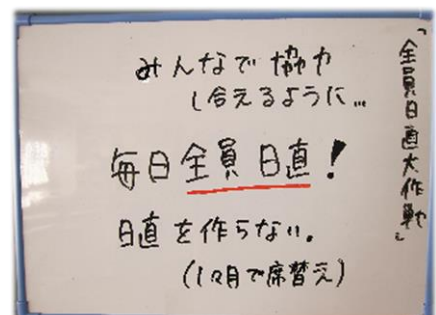 「全員日直大作戦」
みんなで協力
し合えるように…
毎日全員日直!
日直を作らない。
(1ヶ月で席替え)